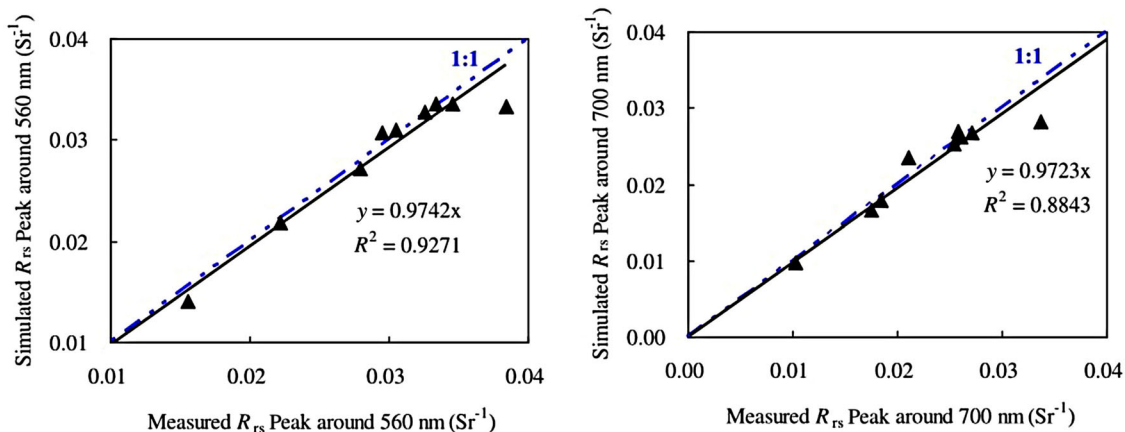 Simulated Rrs Peak around 560 nm (Sr-1)
0.04
0.03
0.02
0.01
1:1
y = 0.9742x
R2 = 0.9271
0.01 0.02 0.03 0.04
Measured Rrs Peak around 560 nm (Sr-1)
Simulated Rrs Peak around 700 nm (Sr-1)
0.04
0.03
0.02
0.01
0.00
1:1
y = 0.9723x
R2 = 0.8843
0.00 0.01 0.02 0.03 0.04
Measured Rrs Peak around 700 nm (Sr-1)